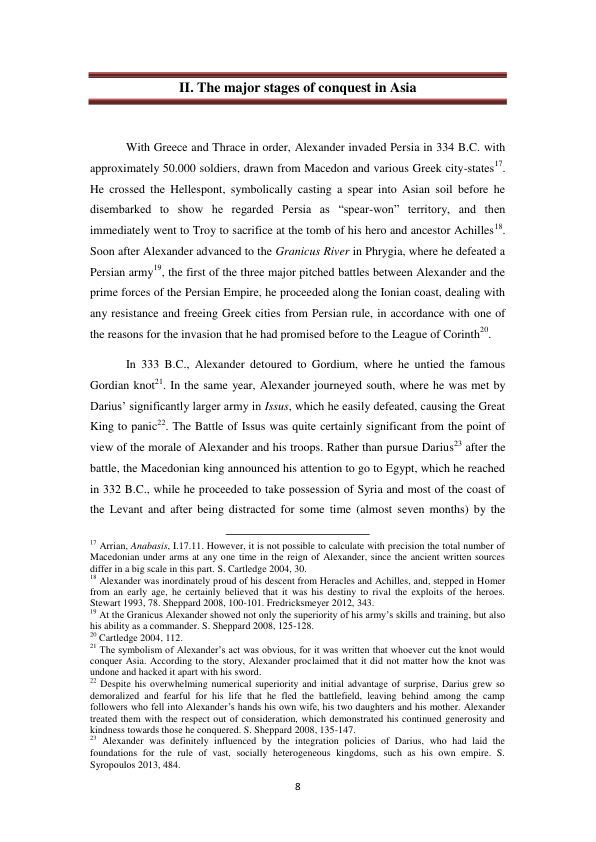 II. The major stages of conquest in Asia
With Greece and Thrace in order, Alexander invaded Persia in 334 B.C. with
approximately 50.000 soldiers, drawn from Macedon and various Greek city-states17.
He crossed the Hellespont, symbolically casting a spear into Asian soil before he
disembarked to show he regarded Persia as “spear-won” territory, and then
immediately went to Troy to sacrifice at the tomb of his hero and ancestor Achilles18.
Soon after Alexander advanced to the Granicus River in Phrygia, where he defeated a
Persian army19, the first of the three major pitched battles between Alexander and the
prime forces of the Persian Empire, he proceeded along the Ionian coast, dealing with
any resistance and freeing Greek cities from Persian rule, in accordance with one of
the reasons for the invasion that he had promised before to the League of Corinth20.
In 333 B.C., Alexander detoured to Gordium, where he untied the famous
Gordian knot21. In the same year, Alexander journeyed south, where he was met by
Darius’ significantly larger army in Issus, which he easily defeated, causing the Great
King to panic22. The Battle of Issus was quite certainly significant from the point of
view of the morale of Alexander and his troops. Rather than pursue Darius23 after the
battle, the Macedonian king announced his attention to go to Egypt, which he reached
in 332 B.C., while he proceeded to take possession of Syria and most of the coast of
the Levant and after being distracted for some time (almost seven months) by the
17 Arrian, Anabasis, I.17.11. However, it is not possible to calculate with precision the total number of
Macedonian under arms at any one time in the reign of Alexander, since the ancient written sources
differ in a big scale in this part. S. Cartledge 2004, 30.
18 Alexander was inordinately proud of his descent from Heracles and Achilles, and, stepped in Homer
from an early age, he certainly believed that it was his destiny to rival the exploits of the heroes.
Stewart 1993, 78. Sheppard 2008, 100-101. Fredricksmeyer 2012, 343.
19 At the Granicus Alexander showed not only the superiority of his army’s skills and training, but also
his ability as a commander. S. Sheppard 2008, 125-128.
20 Cartledge 2004, 112.
21 The symbolism of Alexander’s act was obvious, for it was written that whoever cut the knot would
conquer Asia. According to the story, Alexander proclaimed that it did not matter how the knot was
undone and hacked it apart with his sword.
22 Despite his overwhelming numerical superiority and initial advantage of surprise, Darius grew so
demoralized and fearful for his life that he fled the battlefield, leaving behind among the camp
followers who fell into Alexander’s hands his own wife, his two daughters and his mother. Alexander
treated them with the respect out of consideration, which demonstrated his continued generosity and
kindness towards those he conquered. S. Sheppard 2008, 135-147.
23 Alexander was definitely influenced by the integration policies of Darius, who had laid the
foundations for the rule of vast, socially heterogeneous kingdoms, such as his own empire. S.
Syropoulos 2013, 484.
8